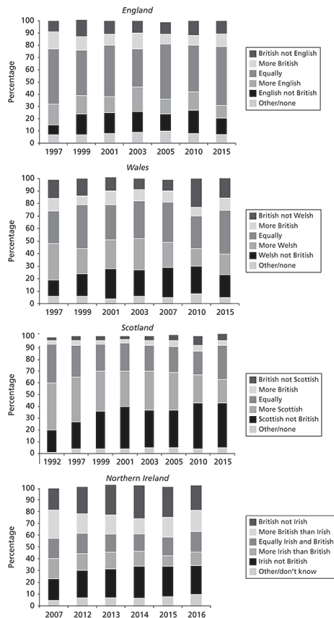 England
Percentage
100
90
80
70
60
50
40
30
20
10
0
1997 1999 2001 2003 2005 2010 2015
British not English
More British
Equally
More English
English not British
Other/none
Wales
Percentage
100
90
80
70
60
50
40
30
20
10
0
1997 1999 2001 2003 2005 2010 2015
British not Welsh
More British
Equally
More Welsh
Welsh not British
Other/none
Scotland
Percentage
100
90
80
70
60
50
40
30
20
10
0
1992 1997 1999 2001 2003 2005 2010 2015
British not Scottish
More British
Equally
More Scottish
Scottish not British
Other/none
Northern Ireland
Percentage
100
90
80
70
60
50
40
30
20
10
0
2007 2012 2013 2014 2015 2016
British not Irish
More British than Irish
Equally Irish and British
More Irish than British
Irish not British
Other/don't know